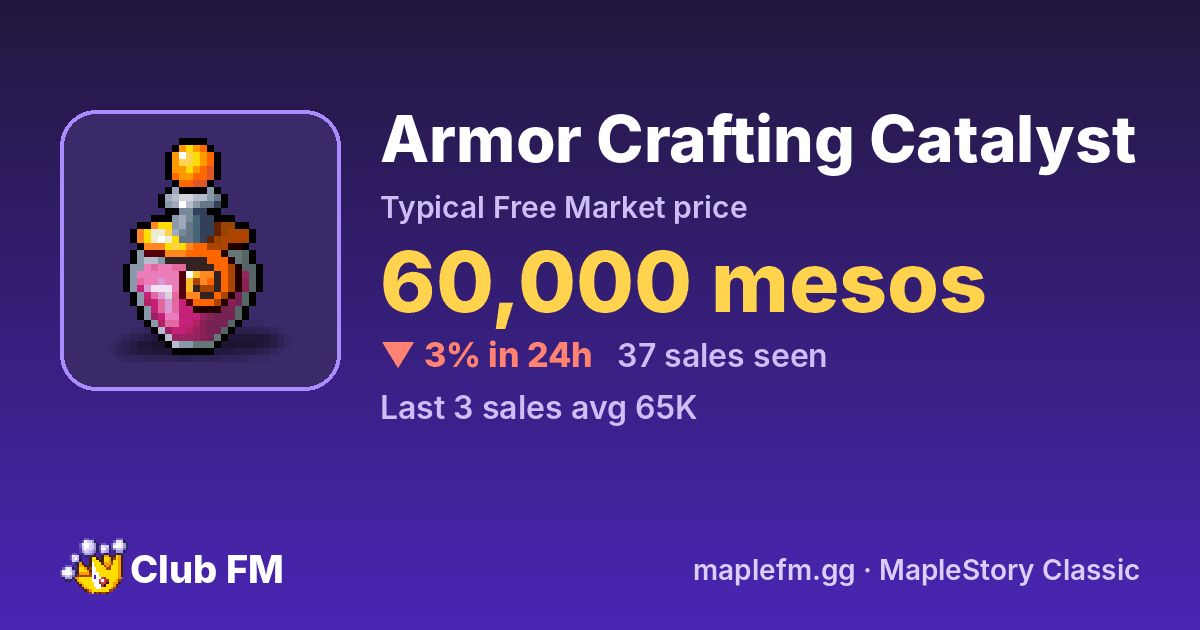 Armor Crafting Catalyst
Typical Free Market price
60,000 mesos
▼ 3% in 24h 37 sales seen
Last 3 sales avg 65K
Club FM
maplefm.gg · MapleStory Classic